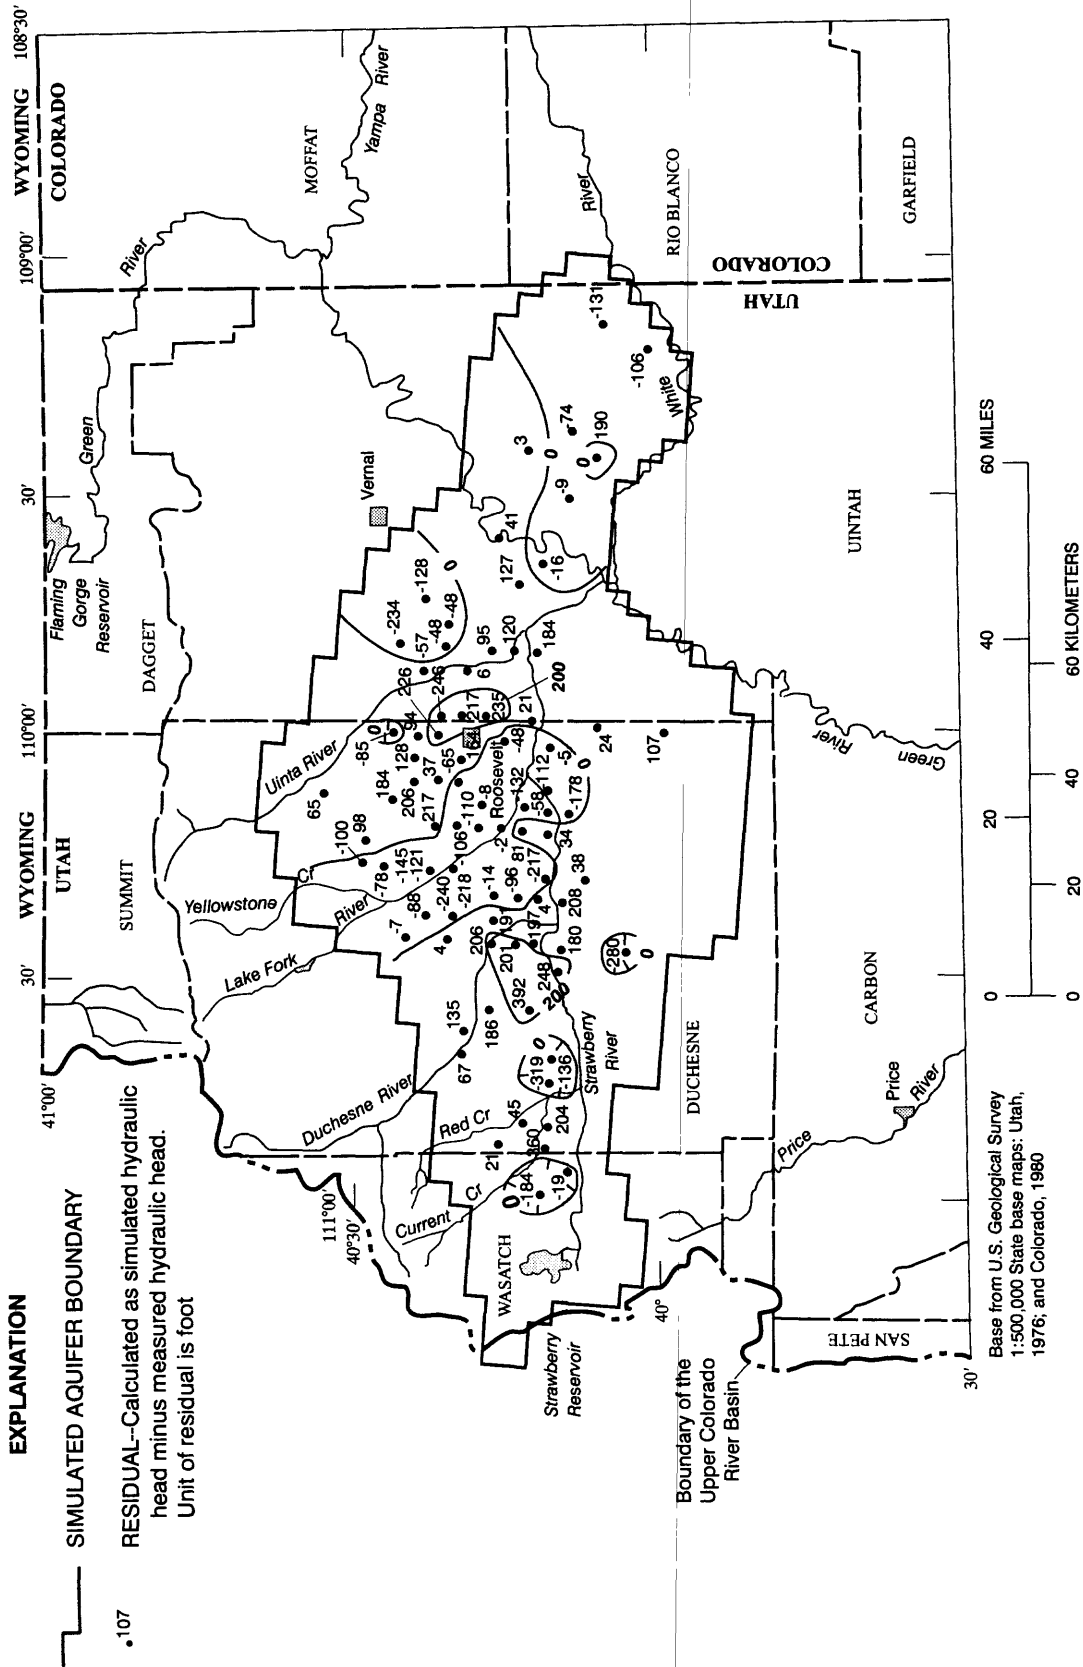 EXPLANATION
SIMULATED AQUIFER BOUNDARY
.107
RESIDUAL--Calculated as simulated hydraulic
head minus measured hydraulic head.
Unit of residual is foot
41°00'
30'
110°00'
30'
109°00'
108°30'
WYOMING
UTAH
WYOMING
COLORADO
Flaming
Gorge
Reservoir
Green
River
SUMMIT
DAGGET
MOFFAT
Yampa
River
111°00'
40°30'
Lake Fork
River
Yellowstone
Cr
Uinta River
Vernal
Duchesne River
Red Cr
Current
Cr
WASATCH
Strawberry
Reservoir
Strawberry
River
Roosevelt
River
White
RIO BLANCO
GARFIELD
UTAH
COLORADO
UINTAH
DUCHESNE
CARBON
Green
River
Price
Price
River
SAN PETE
40°
30'
Boundary of the
Upper Colorado
River Basin
65
-85
0
94
128
184
206
37
217
-65
164
226
-246
217
235
200
21
-234
-128
-57
-48
-48
0
6
95
120
184
127
41
-16
-9
3
0
-74
0
190
-106
-131
-100
98
-78
-145
-121
-106
-110
-8
-2
-132
-48
-112
-58
-5
0
-178
34
24
107
-7
-88
-240
-218
4
-14
-96
81
-217
4
38
208
206
191
201
197
180
248
392
200
-280
0
135
186
67
-319
0
-136
45
21
360
204
0
-184
-19
0 20 40 60 MILES
0 20 40 60 KILOMETERS
Base from U.S. Geological Survey
1:500,000 State base maps: Utah,
1976; and Colorado, 1980